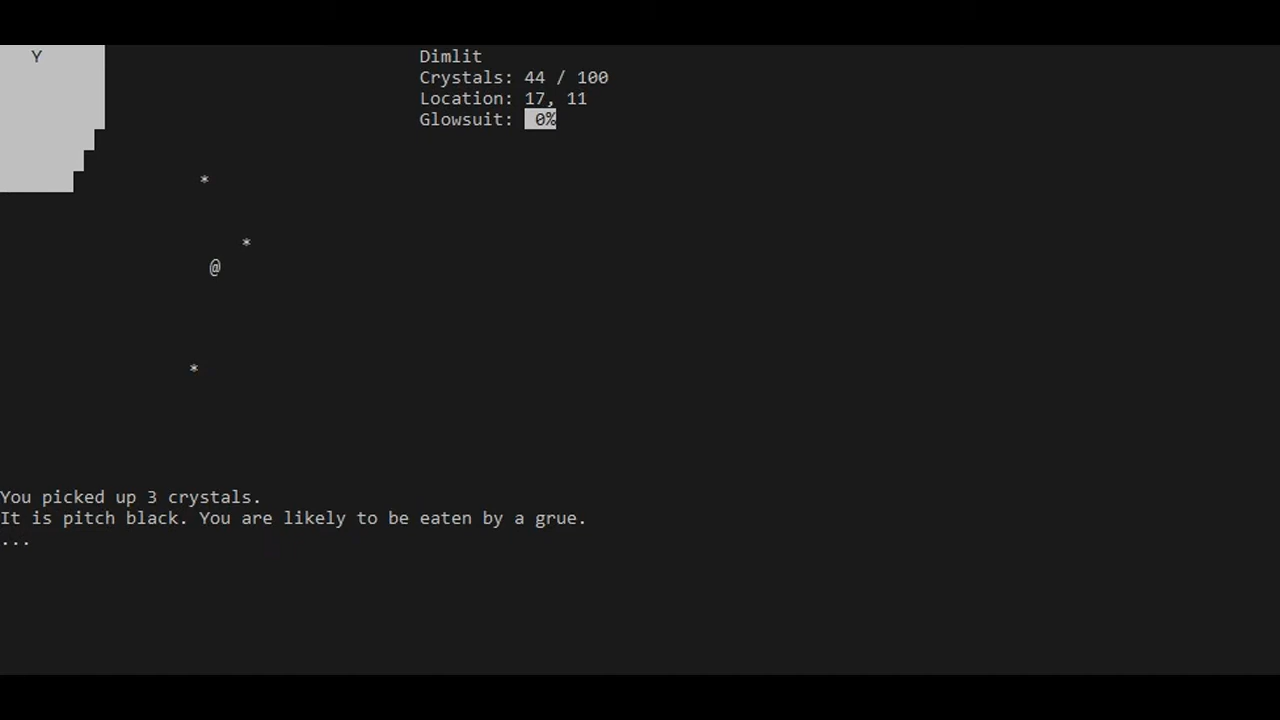 Y
Dimlit
Crystals: 44 / 100
Location: 17, 11
Glowsuit: 0%
*
*
@
*
You picked up 3 crystals.
It is pitch black. You are likely to be eaten by a grue.
...